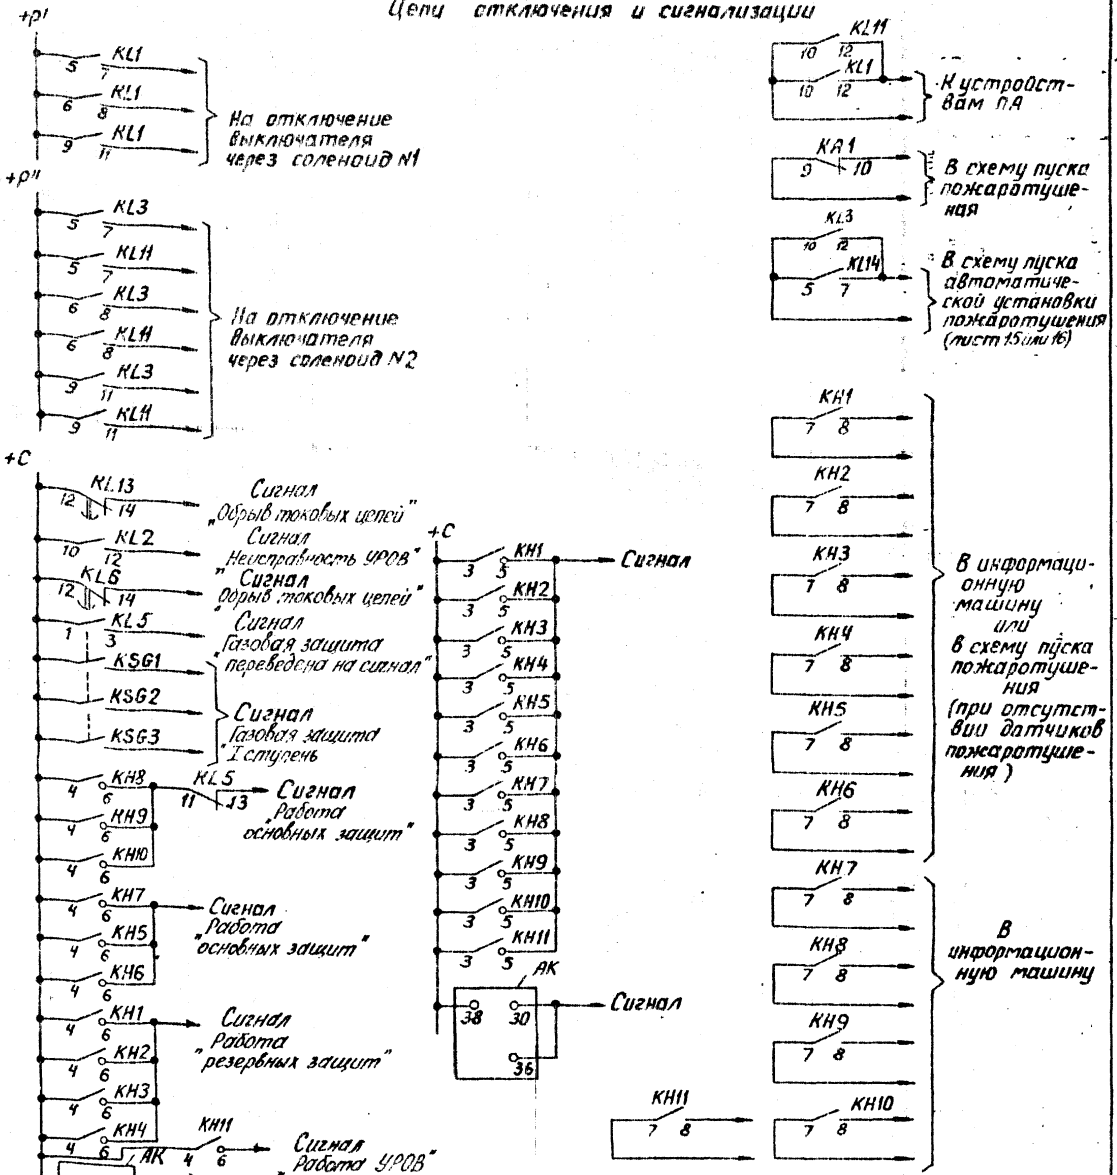 Цепи отключения и сигнализации
+р'
5 KL1 7
6 KL1 8
9 KL1 11
На отключение
выключателя
через соленоид N1
+р"
5 KL3 7
5 KL11 7
6 KL3 8
6 KL11 8
9 KL3 11
9 KL11 11
На отключение
выключателя
через соленоид N2
+С
12 KL13 14
Сигнал
"Обрыв токовых цепей"
10 KL2 12
Сигнал
Неисправность УРОВ"
12 KL6 14
Сигнал
"Обрыв токовых цепей"
1 KL5 3
Сигнал
"Газовая защита
переведена на сигнал"
KSG1
KSG2
KSG3
Сигнал
Газовая защита
"I ступень
4 KH8 6
4 KH9 6
4 KH10 6
11 KL5 13
Сигнал
Работа
"основных защит"
4 KH7 6
4 KH5 6
4 KH6 6
Сигнал
Работа
"основных защит"
4 KH1 6
4 KH2 6
4 KH3 6
4 KH4 6
Сигнал
Работа
"резервных защит"
АК
4 KH11 6
Сигнал
"Работа УРОВ"
+С
3 KH1 5
Сигнал
3 KH2 5
3 KH3 5
3 KH4 5
3 KH5 5
3 KH6 5
3 KH7 5
3 KH8 5
3 KH9 5
3 KH10 5
3 KH11 5
АК
38 30
36
Сигнал
10 KL11 12
10 KL1 12
К устройст-
вам ПА
9 KA1 10
В схему пуска
пожаротуше-
ния
10 KL3 12
5 KL14 7
В схему пуска
автоматиче-
ской установки
пожаротушения
(лист 15 или 16)
7 KH1 8
7 KH2 8
7 KH3 8
7 KH4 8
7 KH5 8
7 KH6 8
В информаци-
онную
машину
или
в схему пуска
пожаротуше-
ния
(при отсутст-
вии датчиков
пожаротуше-
ния)
7 KH7 8
7 KH8 8
7 KH9 8
7 KH11 8
7 KH10 8
В
информацион-
ную машину